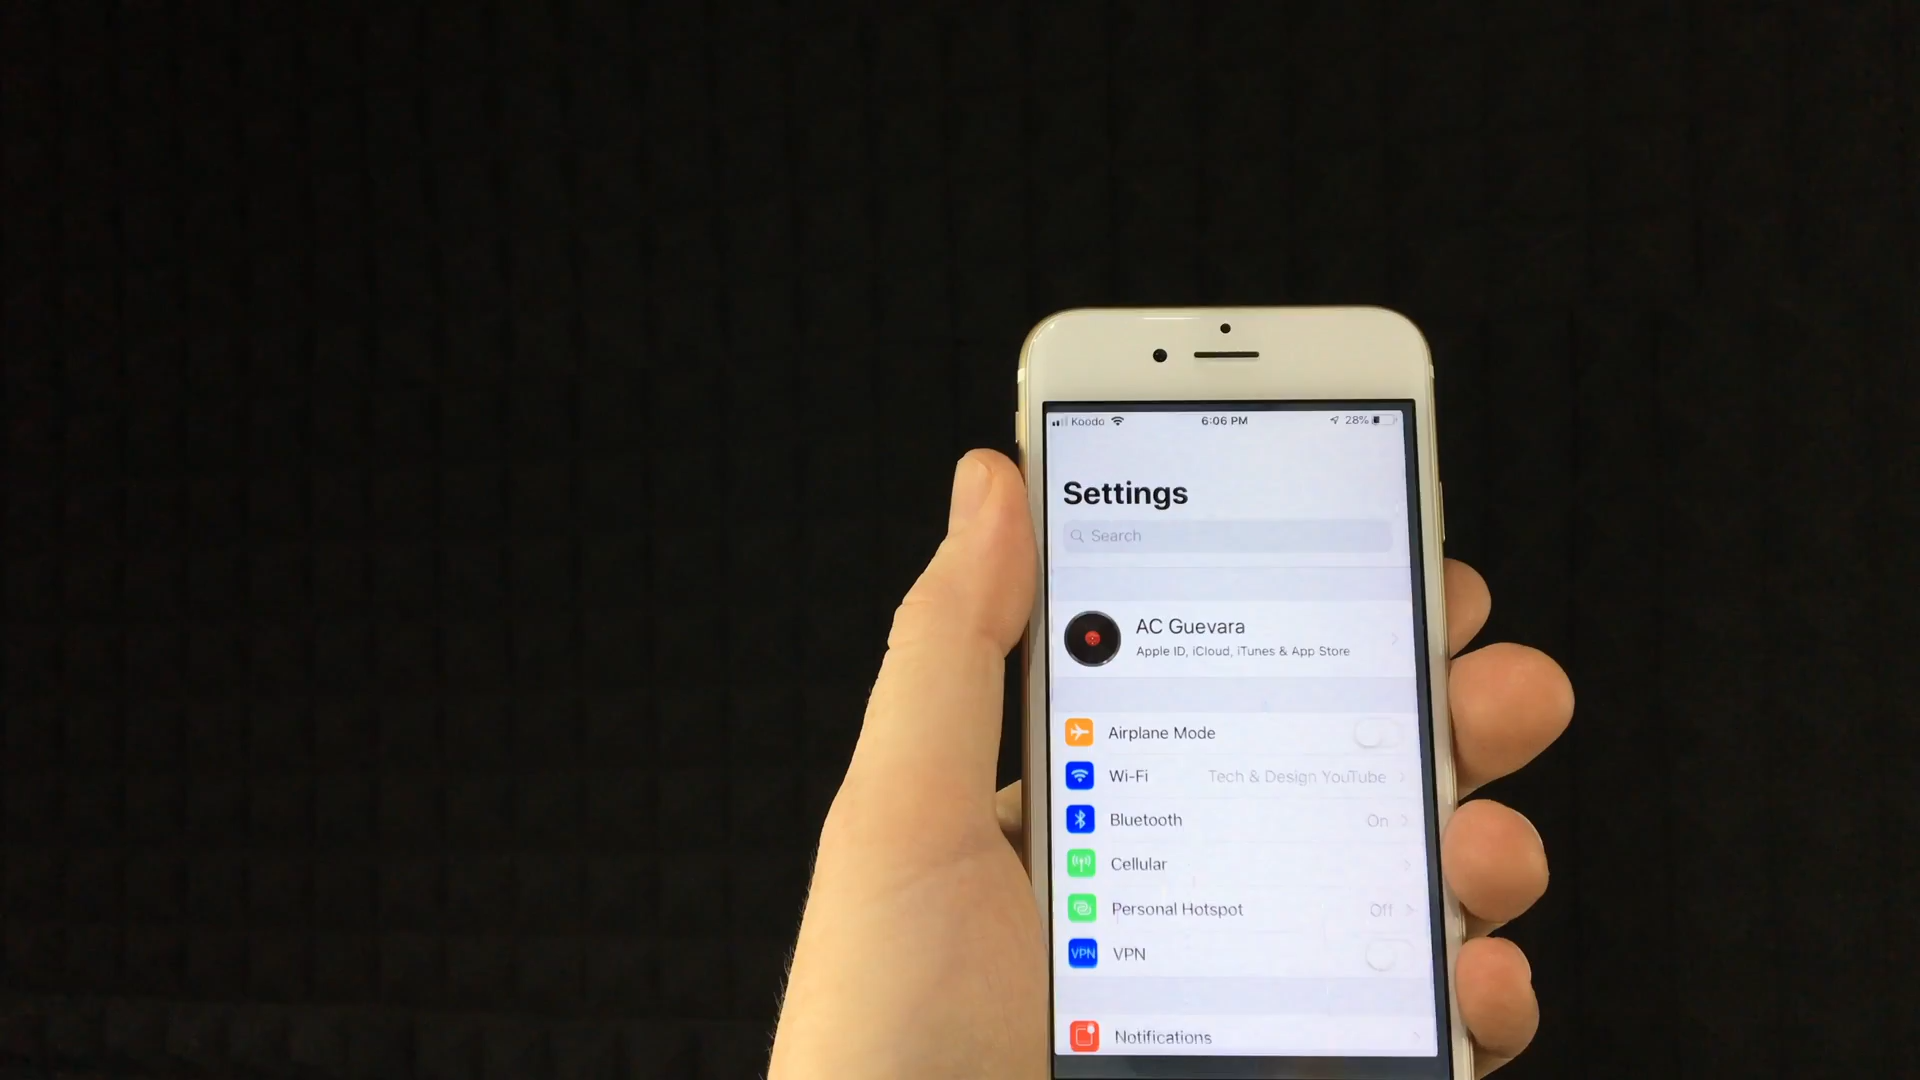 Koodo 6:06 PM 28%
Settings
Search
AC Guevara
Apple ID, iCloud, iTunes & App Store
Airplane Mode
Wi-Fi Tech & Design YouTube
Bluetooth On
Cellular
Personal Hotspot Off
VPN VPN
Notifications